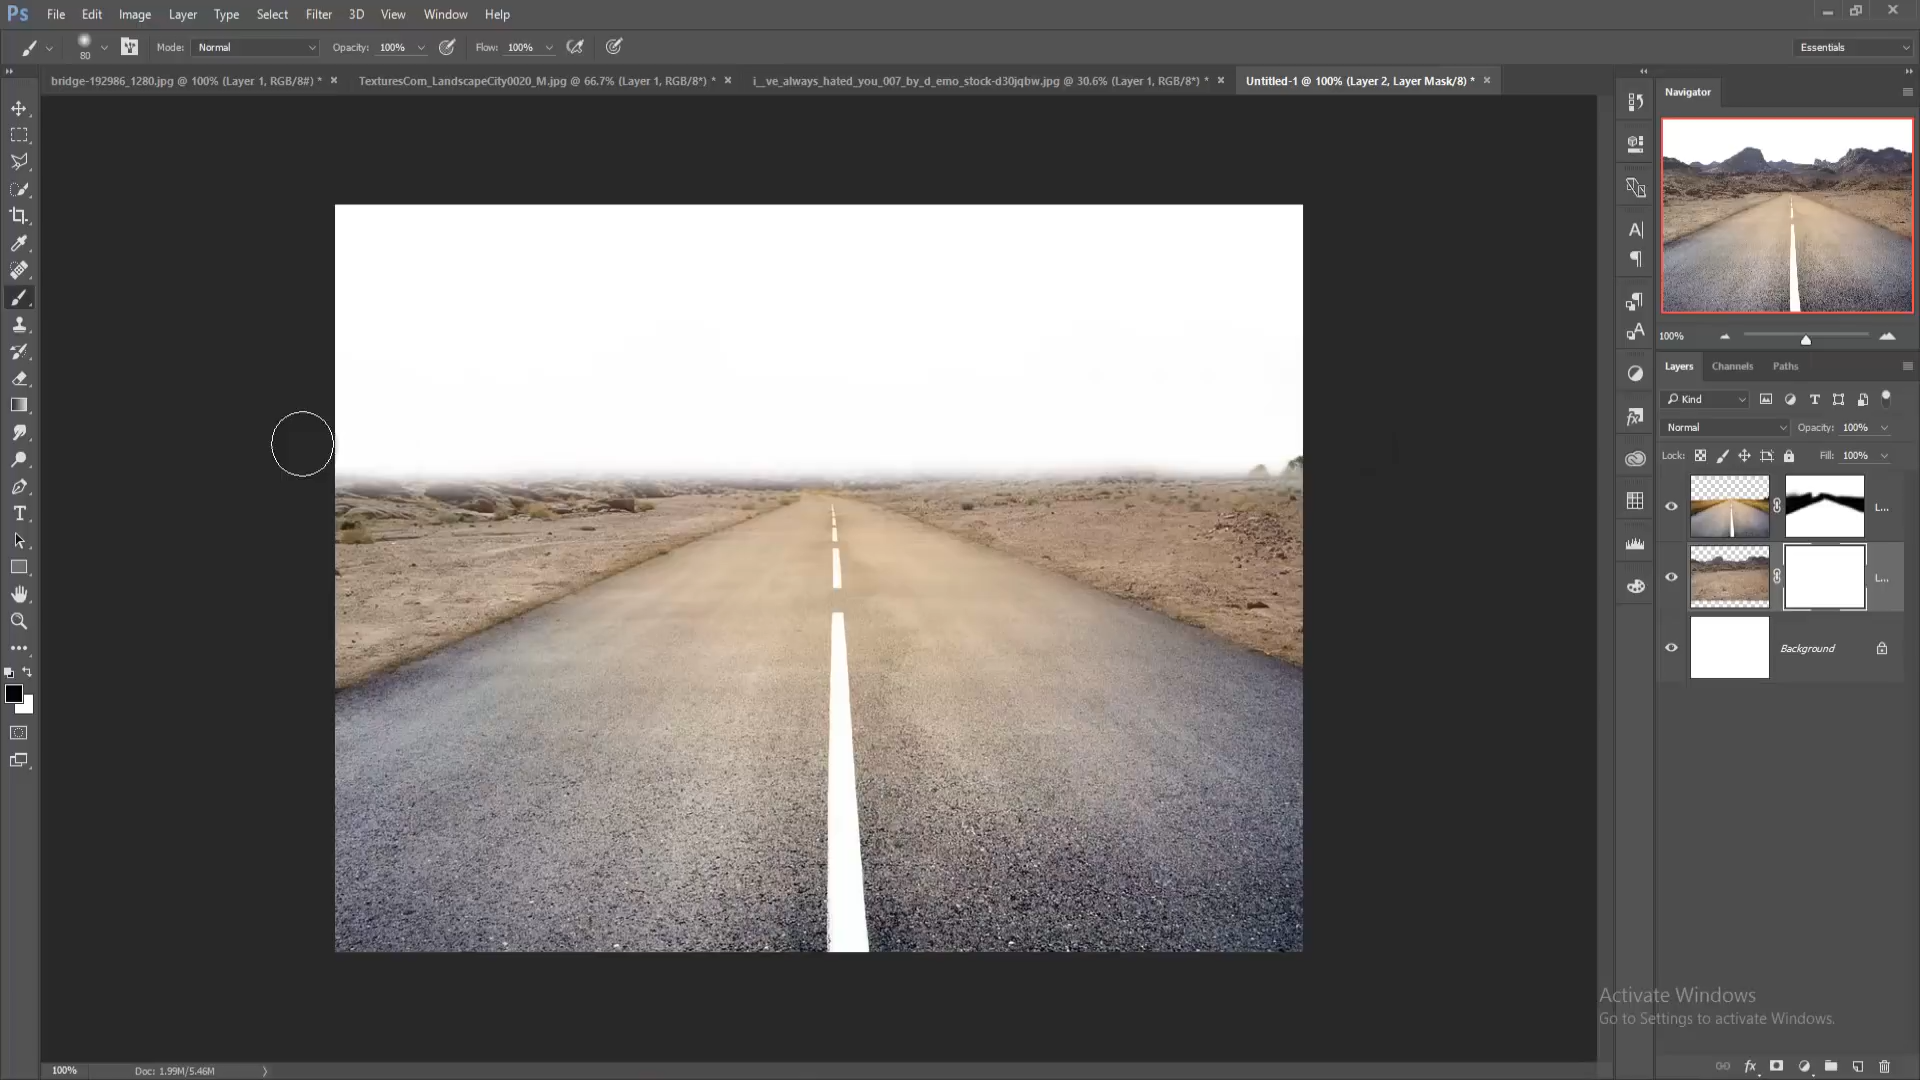 Ps File Edit Image Layer Type Select Filter 3D View Window Help
80 Mode: Normal Opacity: 100% Flow: 100% Essentials
bridge-192986_1280.jpg @ 100% (Layer 1, RGB/8#) * × TexturesCom_LandscapeCity0020_M.jpg @ 66.7% (Layer 1, RGB/8*) * × i__ve_always_hated_you_007_by_d_emo_stock-d30jqbw.jpg @ 30.6% (Layer 1, RGB/8*) * × Untitled-1 @ 100% (Layer 2, Layer Mask/8) * ×
Navigator
100%
Layers Channels Paths
Kind
Normal Opacity: 100%
Lock: Fill: 100%
L...
L...
Background
Activate Windows
Go to Settings to activate Windows.
100% Doc: 1.99M/5.46M